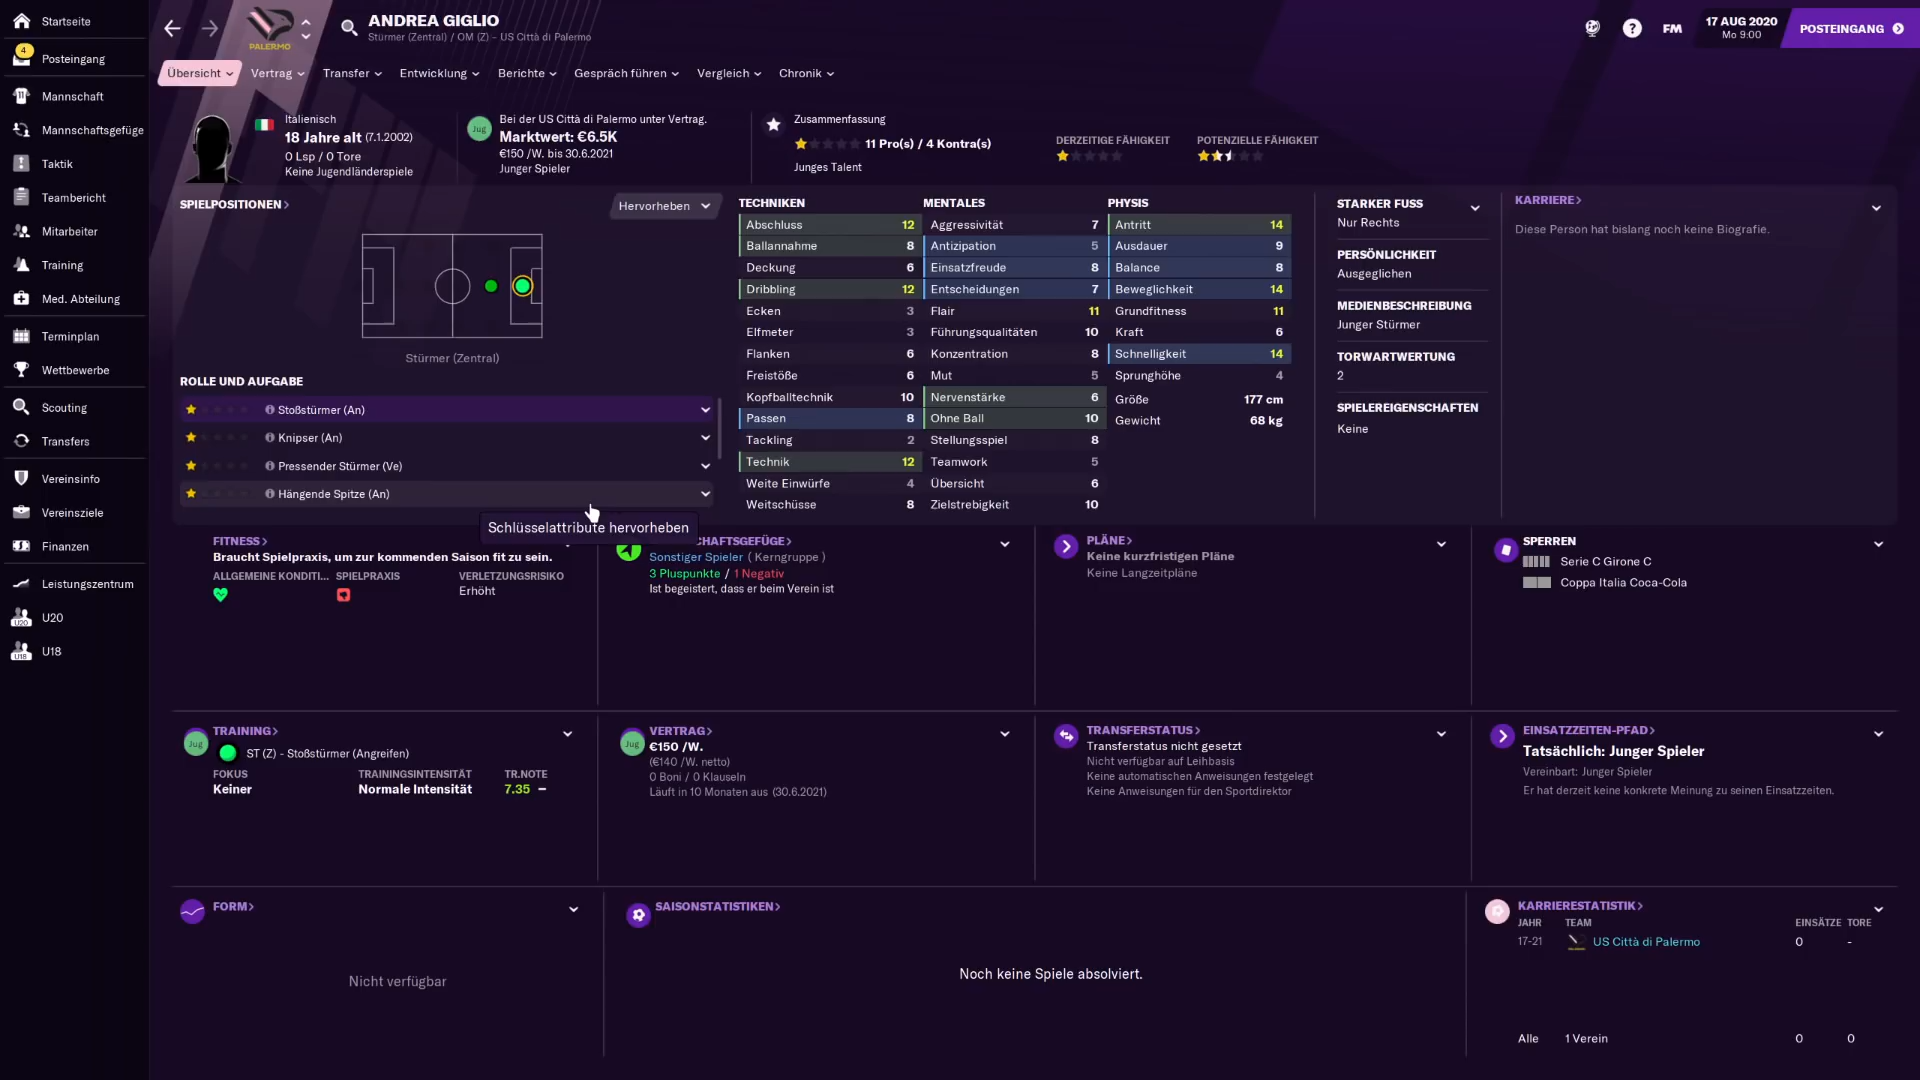 Startseite
4
Posteingang
Mannschaft
Mannschaftsgefüge
Taktik
Teambericht
Mitarbeiter
Training
Med. Abteilung
Terminplan
Wettbewerbe
Scouting
Transfers
Vereinsinfo
Vereinsziele
Finanzen
Leistungszentrum
U20
U18
PALERMO
ANDREA GIGLIO
Stürmer (Zentral) / OM (Z) – US Città di Palermo
FM
17 AUG 2020
Mo 9:00
POSTEINGANG
Übersicht Vertrag Transfer Entwicklung Berichte Gespräch führen Vergleich Chronik
Italienisch
18 Jahre alt (7.1.2002)
0 Lsp / 0 Tore
Keine Jugendländerspiele
Jug
Bei der US Città di Palermo unter Vertrag.
Marktwert: €6.5K
€150 /W. bis 30.6.2021
Junger Spieler
Zusammenfassung
11 Pro(s) / 4 Kontra(s)
Junges Talent
DERZEITIGE FÄHIGKEIT
POTENZIELLE FÄHIGKEIT
SPIELPOSITIONEN
Hervorheben
Stürmer (Zentral)
ROLLE UND AUFGABE
Stoßstürmer (An)
Knipser (An)
Pressender Stürmer (Ve)
Hängende Spitze (An)
Schlüsselattribute hervorheben
TECHNIKEN
Abschluss 12
Ballannahme 8
Deckung 6
Dribbling 12
Ecken 3
Elfmeter 3
Flanken 6
Freistöße 6
Kopfballtechnik 10
Passen 8
Tackling 2
Technik 12
Weite Einwürfe 4
Weitschüsse 8
MENTALES
Aggressivität 7
Antizipation 5
Einsatzfreude 8
Entscheidungen 7
Flair 11
Führungsqualitäten 10
Konzentration 8
Mut 5
Nervenstärke 6
Ohne Ball 10
Stellungsspiel 8
Teamwork 5
Übersicht 6
Zielstrebigkeit 10
PHYSIS
Antritt 14
Ausdauer 9
Balance 8
Beweglichkeit 14
Grundfitness 11
Kraft 6
Schnelligkeit 14
Sprunghöhe 4
Größe 177 cm
Gewicht 68 kg
STARKER FUSS
Nur Rechts
PERSÖNLICHKEIT
Ausgeglichen
MEDIENBESCHREIBUNG
Junger Stürmer
TORWARTWERTUNG
2
SPIELEREIGENSCHAFTEN
Keine
KARRIERE
Diese Person hat bislang noch keine Biografie.
FITNESS
Braucht Spielpraxis, um zur kommenden Saison fit zu sein.
ALLGEMEINE KONDITI... SPIELPRAXIS VERLETZUNGSRISIKO
Erhöht
CHAFTSGEFÜGE
Sonstiger Spieler ( Kerngruppe )
3 Pluspunkte / 1 Negativ
Ist begeistert, dass er beim Verein ist
PLÄNE
Keine kurzfristigen Pläne
Keine Langzeitpläne
SPERREN
Serie C Girone C
Coppa Italia Coca-Cola
Jug
TRAINING
ST (Z) - Stoßstürmer (Angreifen)
FOKUS TRAININGSINTENSITÄT TR.NOTE
Keiner Normale Intensität 7.35 –
Jug
VERTRAG
€150 /W.
(€140 /W. netto)
0 Boni / 0 Klauseln
Läuft in 10 Monaten aus (30.6.2021)
TRANSFERSTATUS
Transferstatus nicht gesetzt
Nicht verfügbar auf Leihbasis
Keine automatischen Anweisungen festgelegt
Keine Anweisungen für den Sportdirektor
EINSATZZEITEN-PFAD
Tatsächlich: Junger Spieler
Vereinbart: Junger Spieler
Er hat derzeit keine konkrete Meinung zu seinen Einsatzzeiten.
FORM
Nicht verfügbar
SAISONSTATISTIKEN
Noch keine Spiele absolviert.
KARRIERESTATISTIK
JAHR TEAM EINSÄTZE TORE
17-21 US Città di Palermo 0 -
Alle 1 Verein 0 0